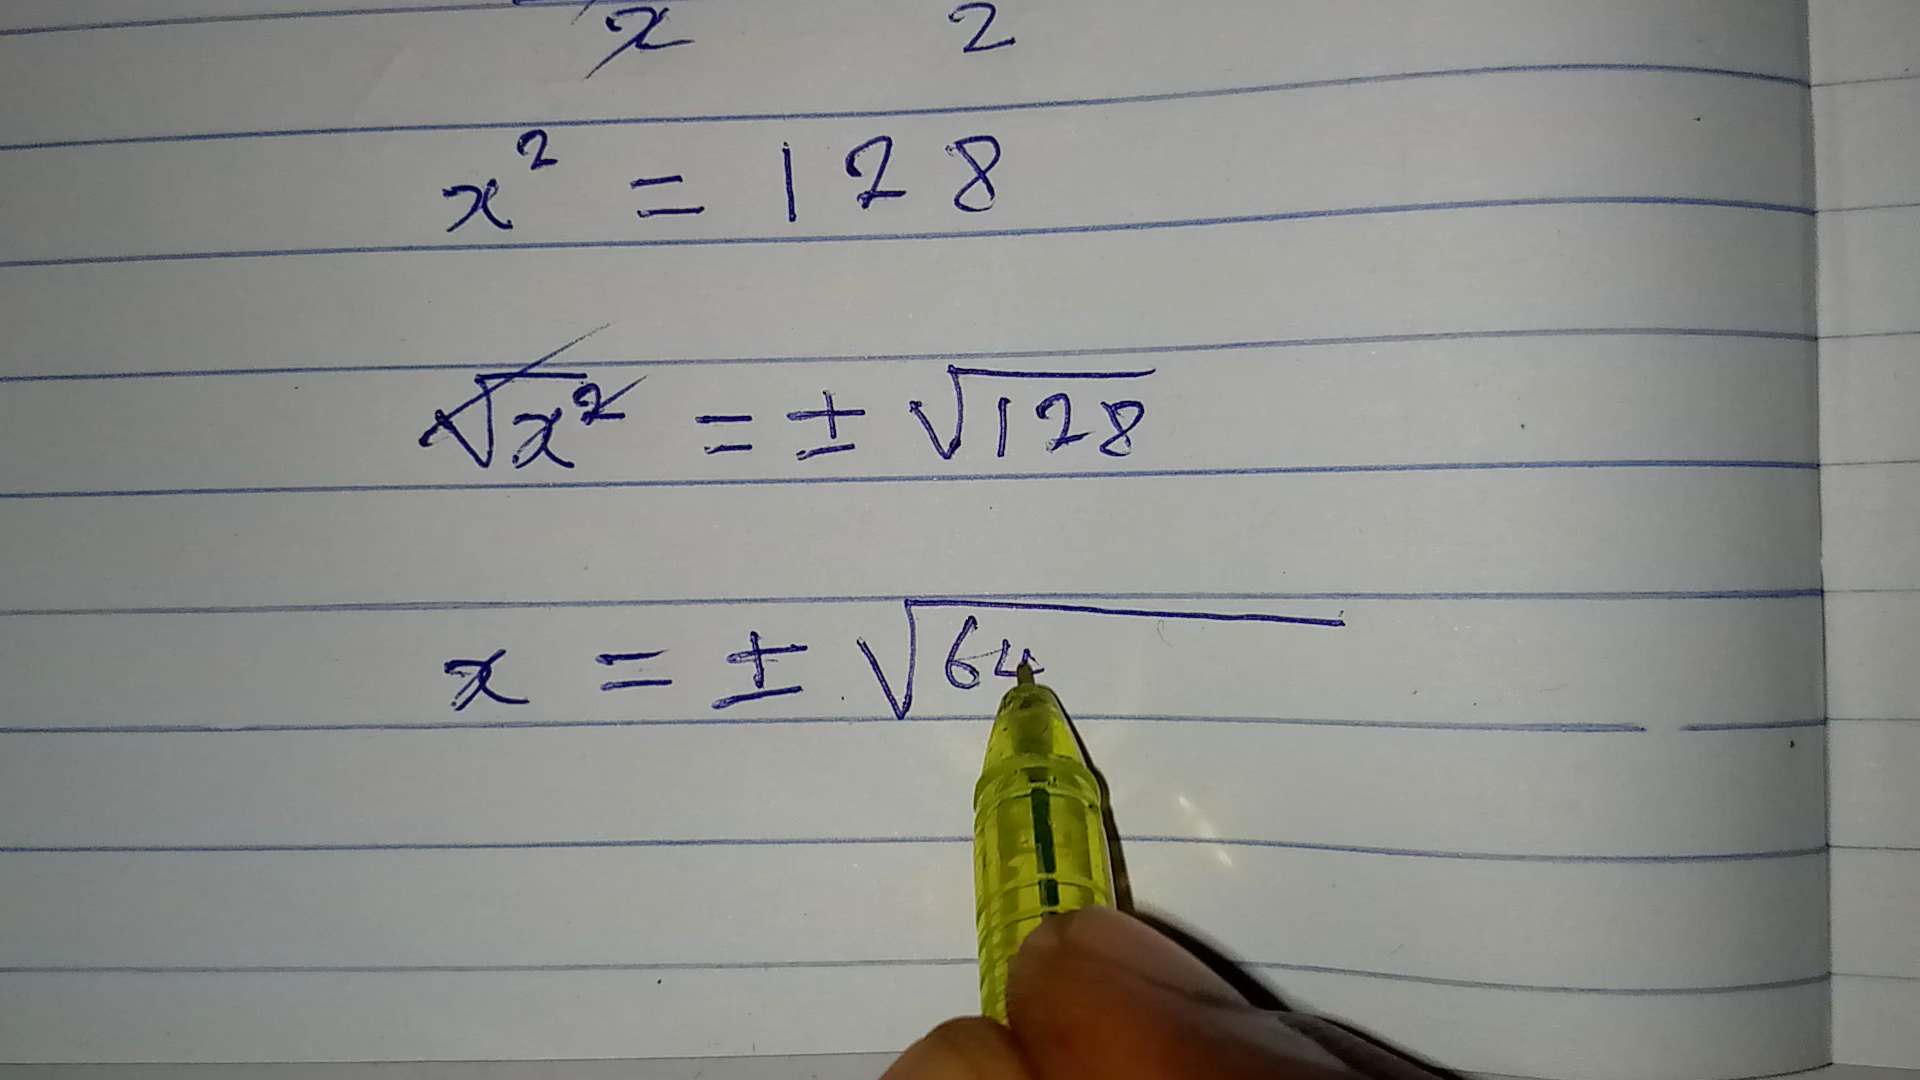 x 2
x² = 128
√x² = ± √128
x = ± √64